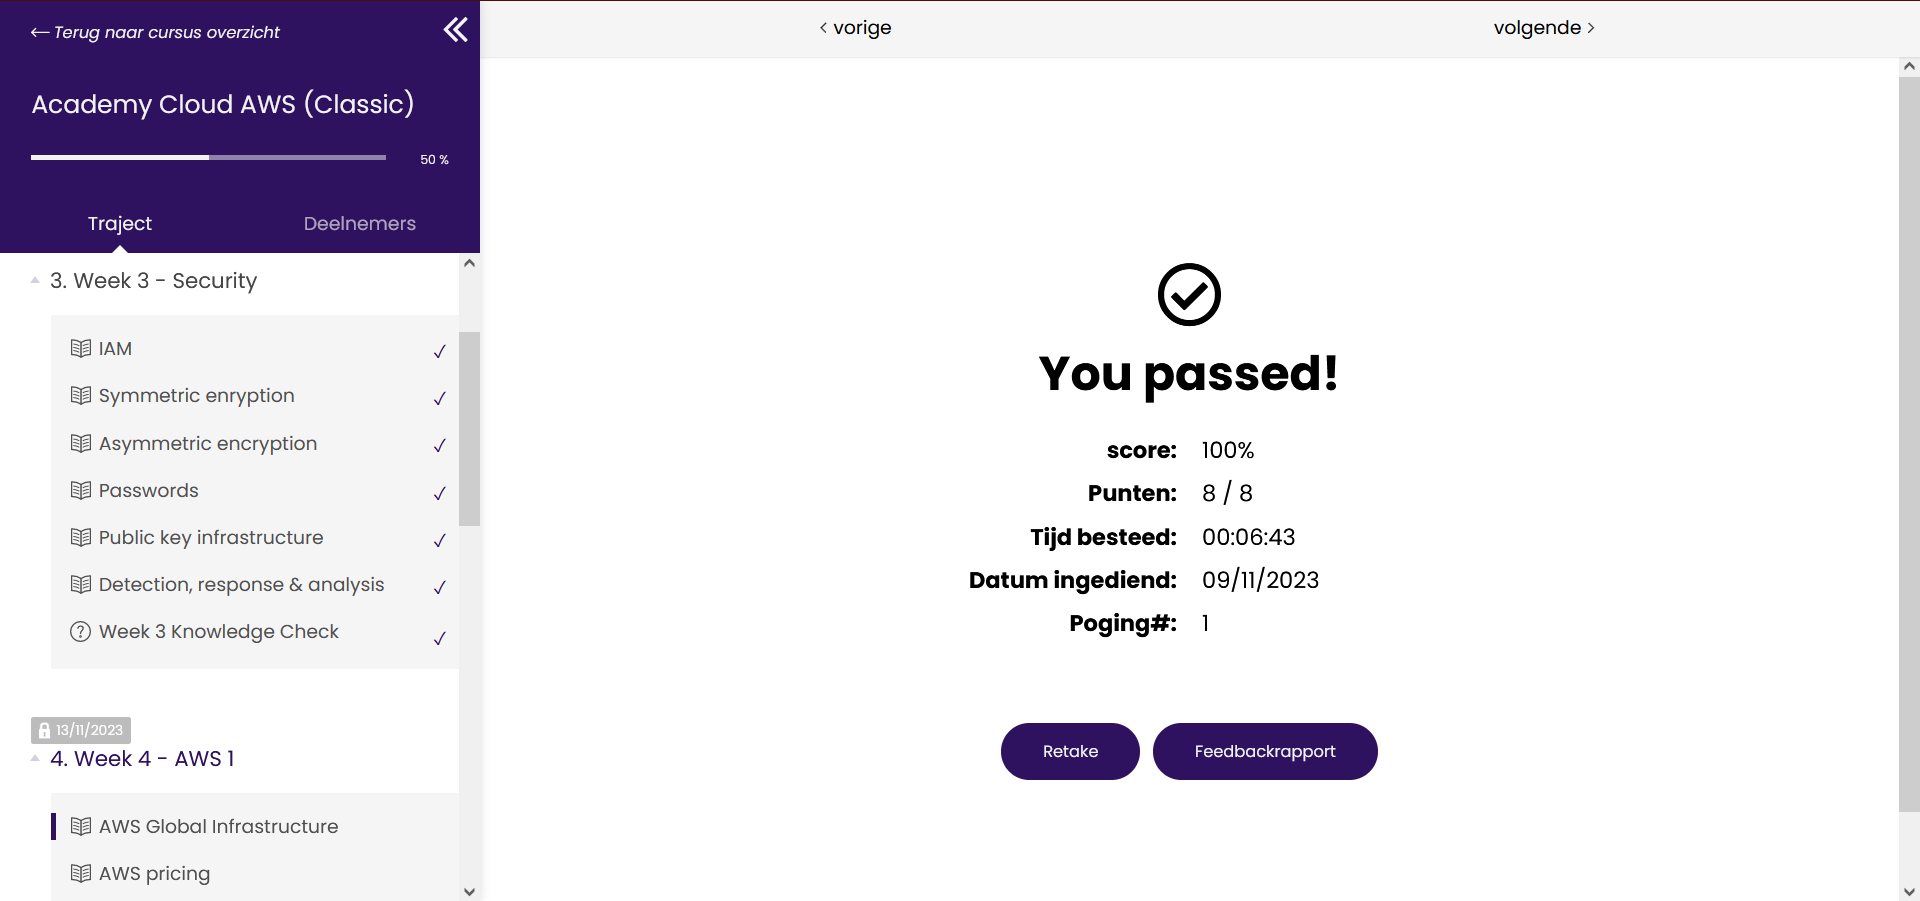 ← Terug naar cursus overzicht
Academy Cloud AWS (Classic)
50 %
Traject
Deelnemers
3. Week 3 - Security
IAM
Symmetric enryption
Asymmetric encryption
Passwords
Public key infrastructure
Detection, response & analysis
Week 3 Knowledge Check
13/11/2023
4. Week 4 - AWS 1
AWS Global Infrastructure
AWS pricing
‹ vorige
volgende ›
You passed!
score: 100%
Punten: 8 / 8
Tijd besteed: 00:06:43
Datum ingediend: 09/11/2023
Poging#: 1
Retake
Feedbackrapport